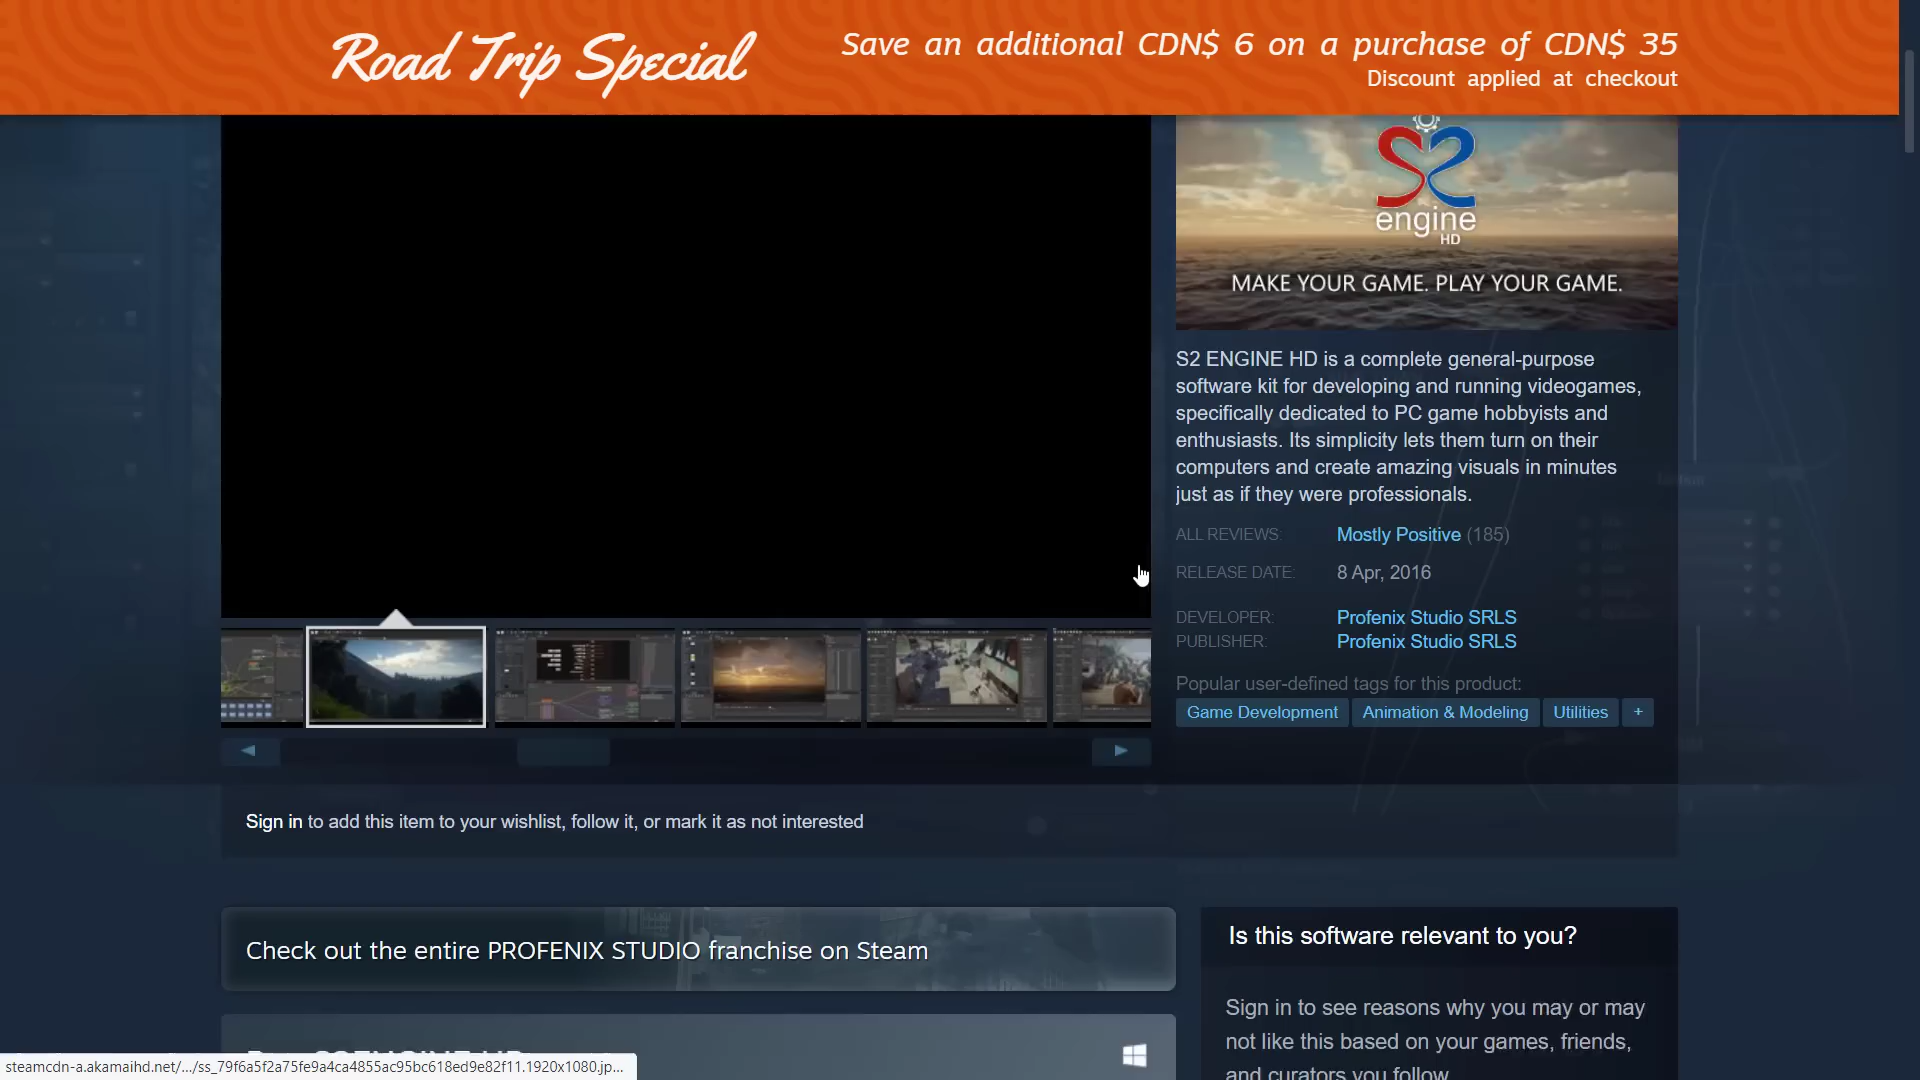 Road Trip Special
Save an additional CDN$ 6 on a purchase of CDN$ 35
Discount applied at checkout
S2
engine
HD
MAKE YOUR GAME. PLAY YOUR GAME.
S2 ENGINE HD is a complete general-purpose
software kit for developing and running videogames,
specifically dedicated to PC game hobbyists and
enthusiasts. Its simplicity lets them turn on their
computers and create amazing visuals in minutes
just as if they were professionals.
ALL REVIEWS: Mostly Positive (185)
RELEASE DATE: 8 Apr, 2016
DEVELOPER: Profenix Studio SRLS
PUBLISHER: Profenix Studio SRLS
Popular user-defined tags for this product:
Game Development Animation & Modeling Utilities +
Sign in to add this item to your wishlist, follow it, or mark it as not interested
Check out the entire PROFENIX STUDIO franchise on Steam
Is this software relevant to you?
Sign in to see reasons why you may or may
not like this based on your games, friends,
and curators you follow.
steamcdn-a.akamaihd.net/.../ss_79f6a5f2a75fe9a4ca4855ac95bc618ed9e82f11.1920x1080.jp...